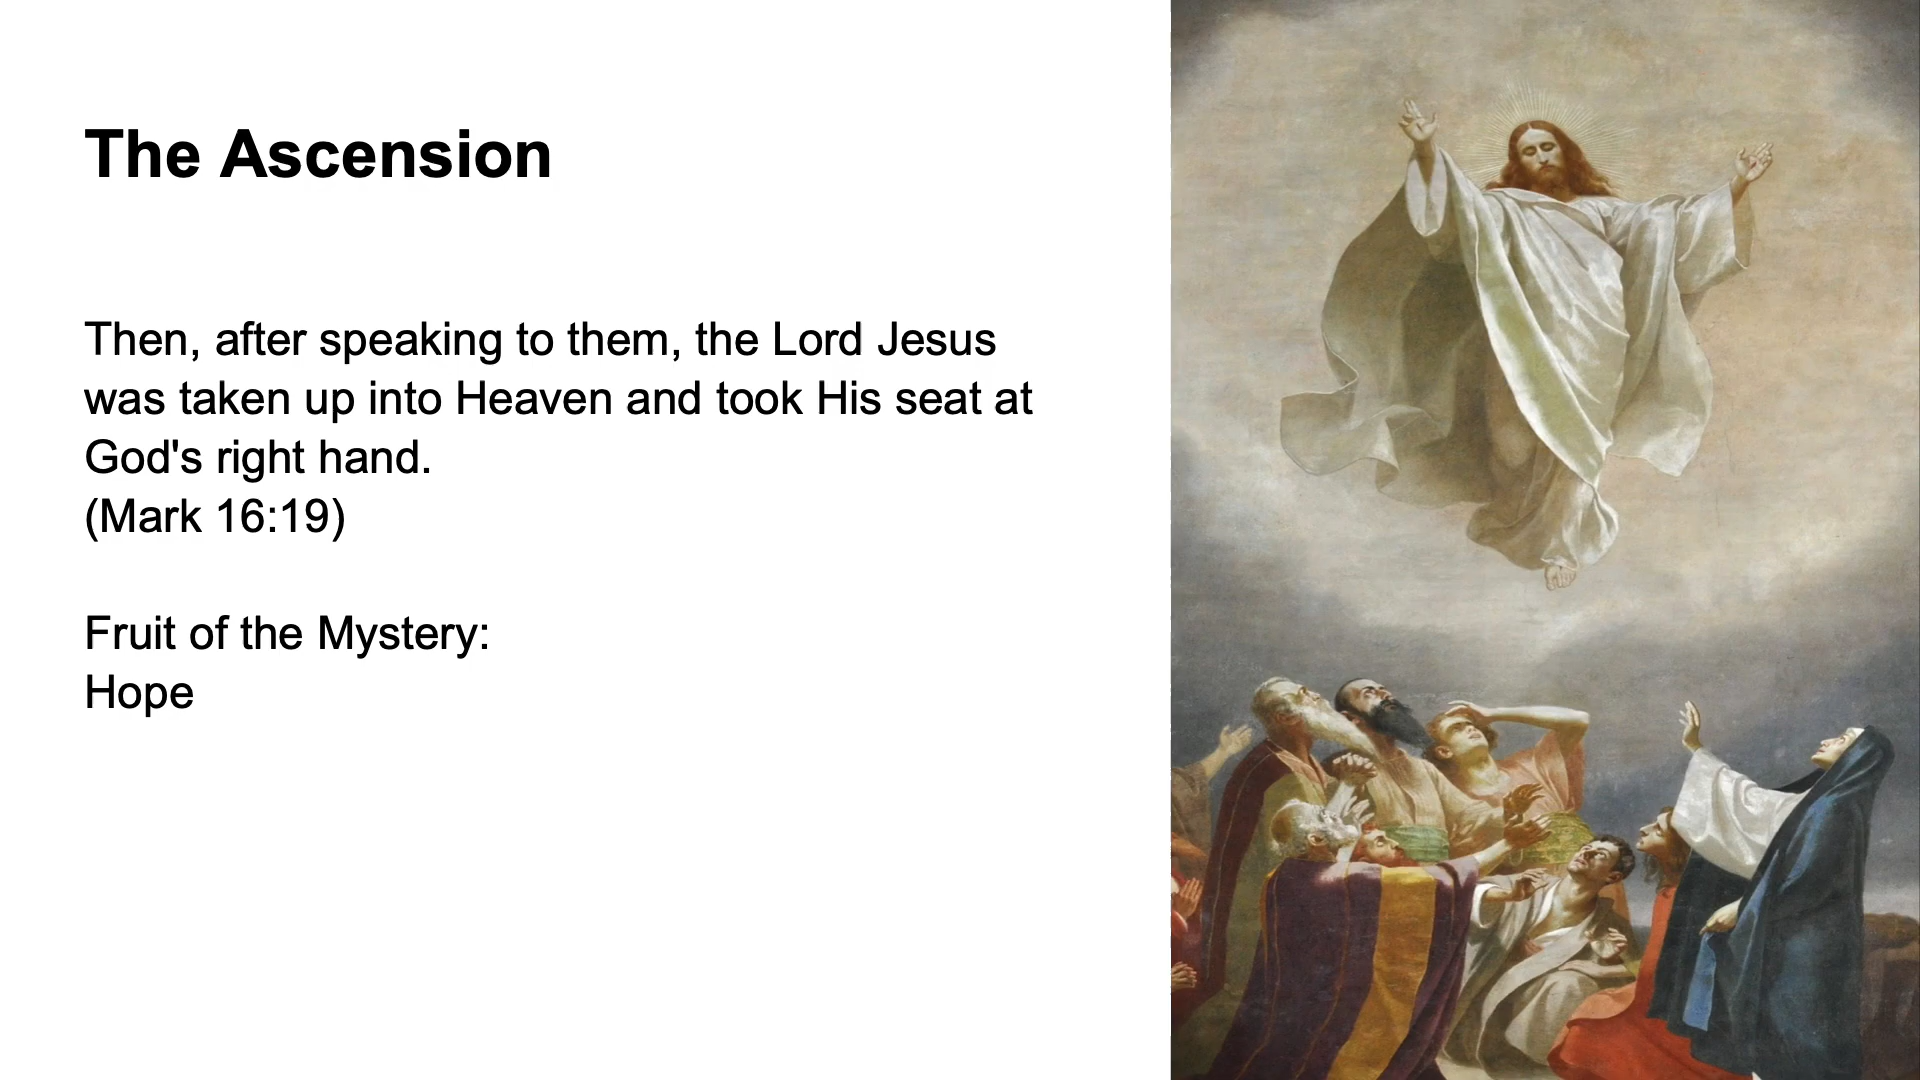 The Ascension
Then, after speaking to them, the Lord Jesus
was taken up into Heaven and took His seat at
God's right hand.
(Mark 16:19)
Fruit of the Mystery:
Hope